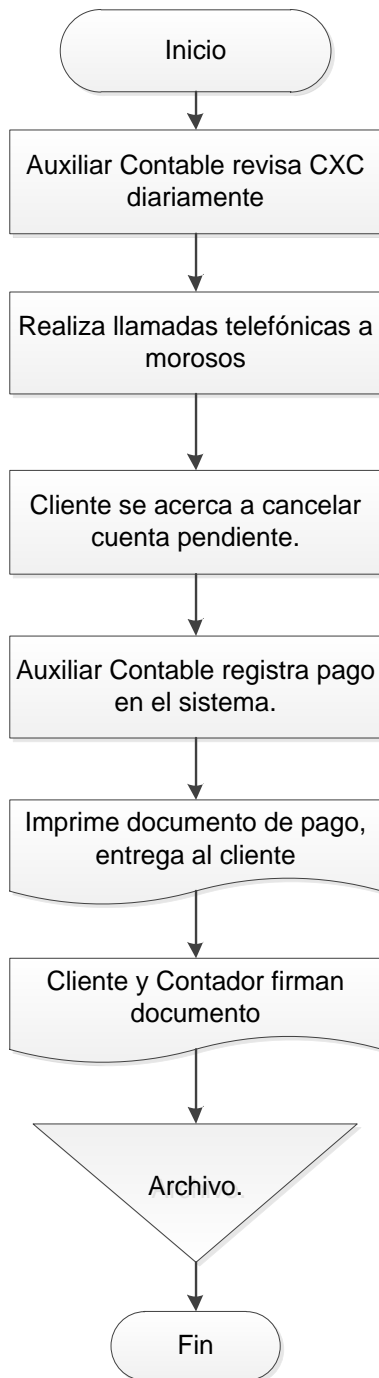 Inicio
Auxiliar Contable revisa CXC
diariamente
Realiza llamadas telefónicas a
morosos
Cliente se acerca a cancelar
cuenta pendiente.
Auxiliar Contable registra pago
en el sistema.
Imprime documento de pago,
entrega al cliente
Cliente y Contador firman
documento
Archivo.
Fin